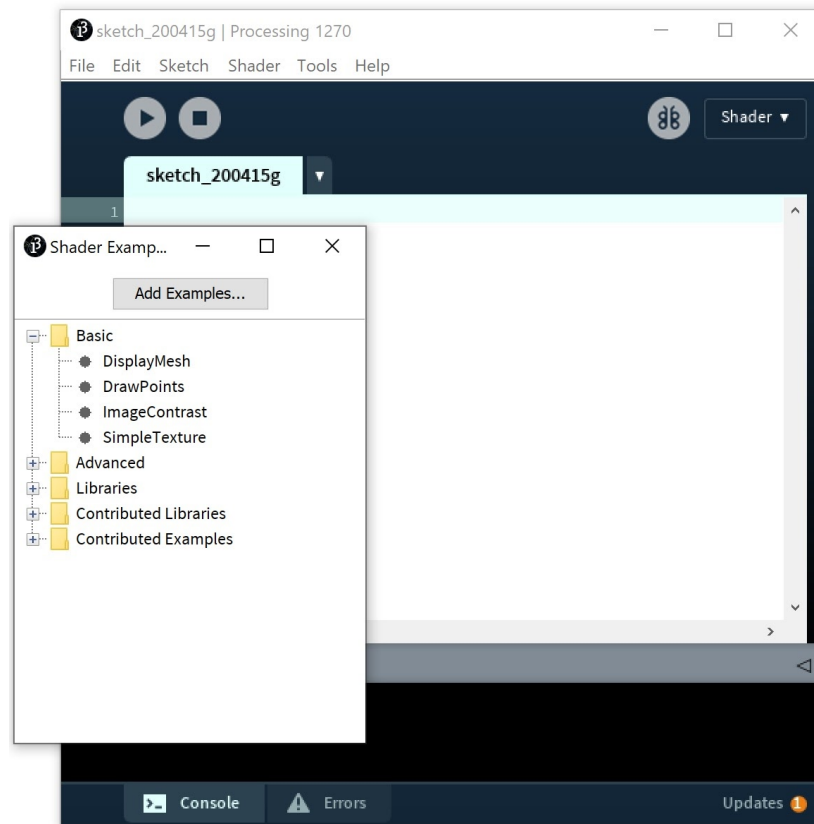 sketch_200415g | Processing 1270
File Edit Sketch Shader Tools Help
Shader ▼
sketch_200415g ▼
1
Shader Examp...
Add Examples...
Basic
DisplayMesh
DrawPoints
ImageContrast
SimpleTexture
Advanced
Libraries
Contributed Libraries
Contributed Examples
Console Errors Updates 1